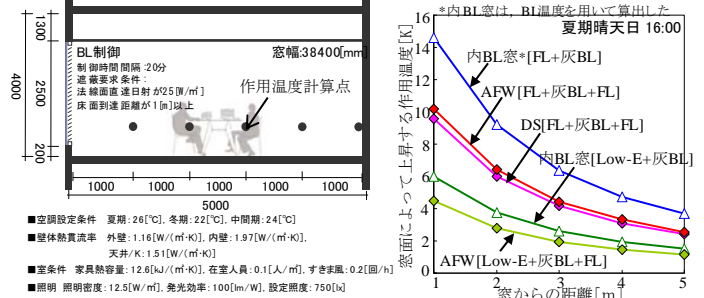 1300
2500
4000
200
BL制御
窓幅:38400[mm]
制御時間間隔:20分
遮蔽要求条件:
法線面直達日射が25[W/㎡]
床面到達距離が1[m]以上
作用温度計算点
1000
1000
1000
1000
1000
5000
■空調設定条件 夏期:26[℃], 冬期:22[℃], 中間期:24[℃]
■壁体熱貫流率 外壁:1.16[W/(㎡・K)], 内壁:1.97[W/(㎡・K)],
天井/K:1.51[W/(㎡・K)]
■室条件 家具熱容量:12.6[kJ/(㎡・K)], 在室人員:0.1[人/㎡], すきま風:0.2[回/h]
■照明 照明密度:12.5[W/㎡], 発光効率:100[lm/W], 設定照度:750[lx]
*内BL窓は, BL温度を用いて算出した
夏期晴天日 16:00
窓面によって上昇する作用温度[K]
16
14
12
10
8
6
4
2
0
内BL窓*[FL+灰BL]
AFW[FL+灰BL+FL]
DS[FL+灰BL+FL]
内BL窓[Low-E+灰BL]
AFW[Low-E+灰BL+FL]
1
2
3
4
5
窓からの距離[m]